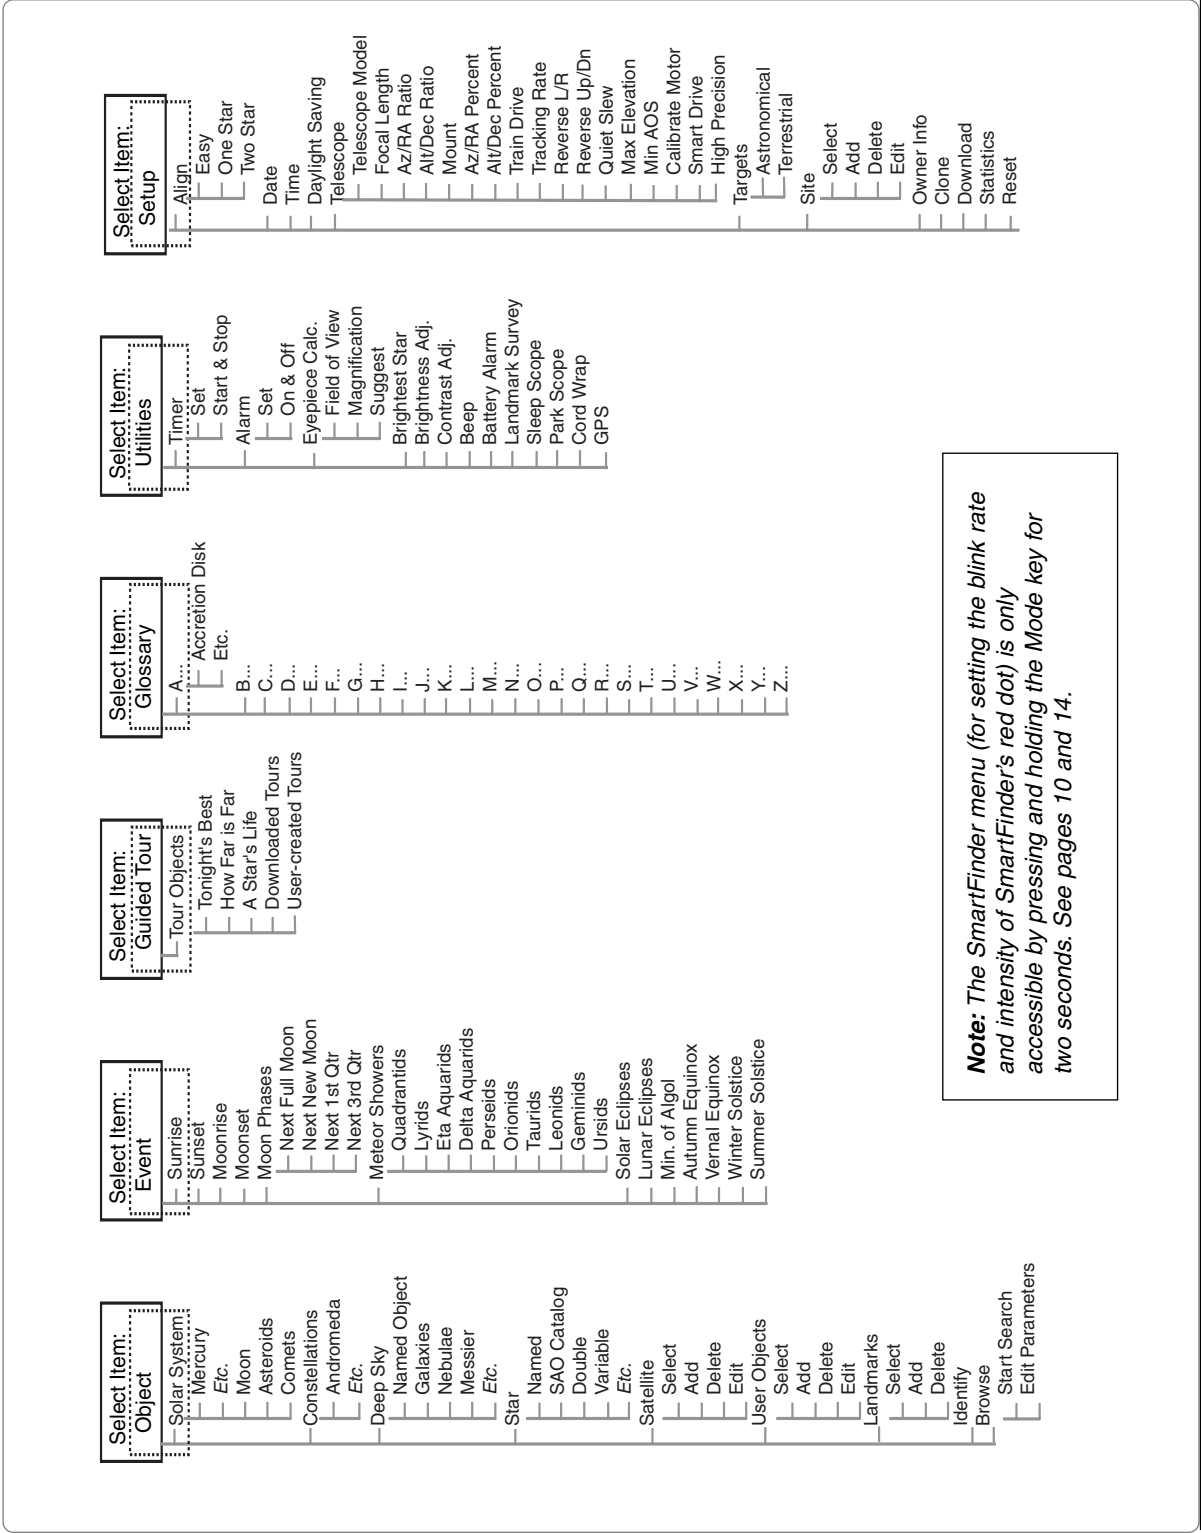 Select Item:
Object
Solar System
Mercury
Etc.
Moon
Asteroids
Comets
Constellations
Andromeda
Etc.
Deep Sky
Named Object
Galaxies
Nebulae
Messier
Etc.
Star
Named
SAO Catalog
Double
Variable
Etc.
Satellite
Select
Add
Delete
Edit
User Objects
Select
Add
Delete
Edit
Landmarks
Select
Add
Delete
Identify
Browse
Start Search
Edit Parameters
Select Item:
Event
Sunrise
Sunset
Moonrise
Moonset
Moon Phases
Next Full Moon
Next New Moon
Next 1st Qtr
Next 3rd Qtr
Meteor Showers
Quadrantids
Lyrids
Eta Aquarids
Delta Aquarids
Perseids
Orionids
Taurids
Leonids
Geminids
Ursids
Solar Eclipses
Lunar Eclipses
Min. of Algol
Autumn Equinox
Vernal Equinox
Winter Solstice
Summer Solstice
Select Item:
Guided Tour
Tour Objects
Tonight's Best
How Far is Far
A Star's Life
Downloaded Tours
User-created Tours
Select Item:
Glossary
A...
Accretion Disk
Etc.
B...
C...
D...
E...
F...
G...
H...
I...
J...
K...
L...
M...
N...
O...
P...
Q...
R...
S...
T...
U...
V...
W...
X...
Y...
Z...
Select Item:
Utilities
Timer
Set
Start & Stop
Alarm
Set
On & Off
Eyepiece Calc.
Field of View
Magnification
Suggest
Brightest Star
Brightness Adj.
Contrast Adj.
Beep
Battery Alarm
Landmark Survey
Sleep Scope
Park Scope
Cord Wrap
GPS
Select Item:
Setup
Align
Easy
One Star
Two Star
Date
Time
Daylight Saving
Telescope
Telescope Model
Focal Length
Az/RA Ratio
Alt/Dec Ratio
Mount
Az/RA Percent
Alt/Dec Percent
Train Drive
Tracking Rate
Reverse L/R
Reverse Up/Dn
Quiet Slew
Max Elevation
Min AOS
Calibrate Motor
Smart Drive
High Precision
Targets
Astronomical
Terrestrial
Site
Select
Add
Delete
Edit
Owner Info
Clone
Download
Statistics
Reset
Note: The SmartFinder menu (for setting the blink rate
and intensity of SmartFinder's red dot) is only
accessible by pressing and holding the Mode key for
two seconds. See pages 10 and 14.